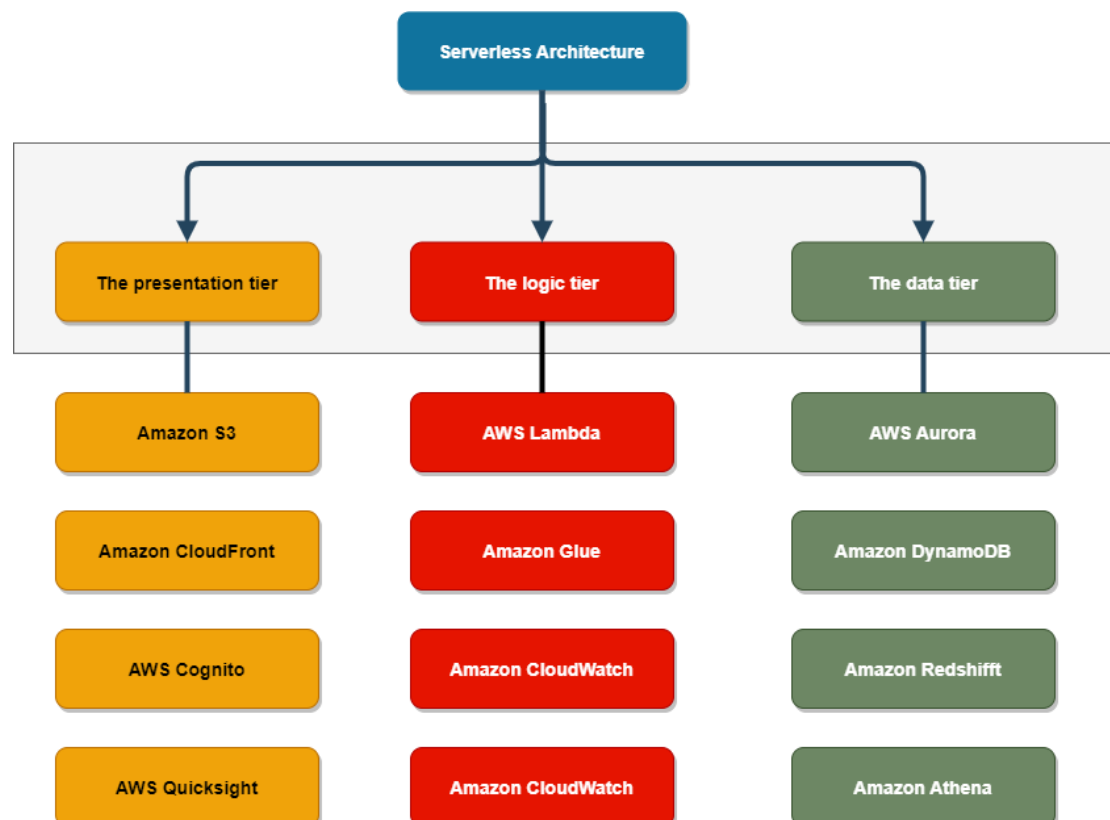 Serverless Architecture
The presentation tier
The logic tier
The data tier
Amazon S3
AWS Lambda
AWS Aurora
Amazon CloudFront
Amazon Glue
Amazon DynamoDB
AWS Cognito
Amazon CloudWatch
Amazon Redshifft
AWS Quicksight
Amazon CloudWatch
Amazon Athena